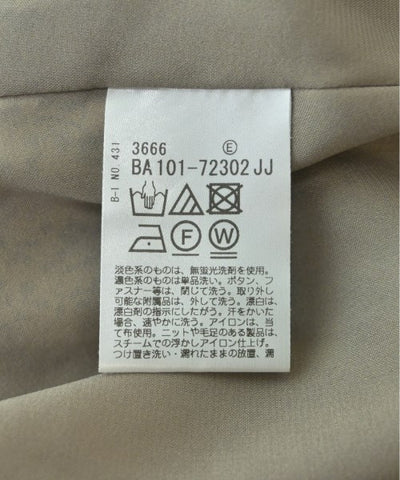 3666 Ⓔ
BA101-72302JJ
B-1 NO.431
F W
淡色系のものは、無蛍光洗剤を使用。
濃色系のものは単品洗い。ボタン、フ
ァスナー等は、閉じて洗う。取り外し
可能な附属品は、外して洗う。漂白は、
漂白剤の指示にしたがう。汗をかいた
場合、速やかに洗う。アイロンは、当
て布使用。ニットや毛足のある製品は、
スチームでの浮かしアイロン仕上げ。
つけ置き洗い・濡れたままの放置、濡